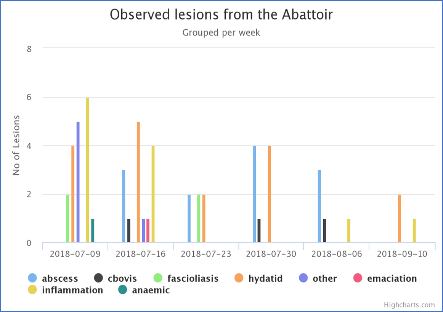 Observed lesions from the Abattoir
Grouped per week
No of Lesions
8
6
4
2
0
2018-07-09 2018-07-16 2018-07-23 2018-07-30 2018-08-06 2018-09-10
abscess cbovis fascioliasis hydatid other emaciation
inflammation anaemic
Highcharts.com